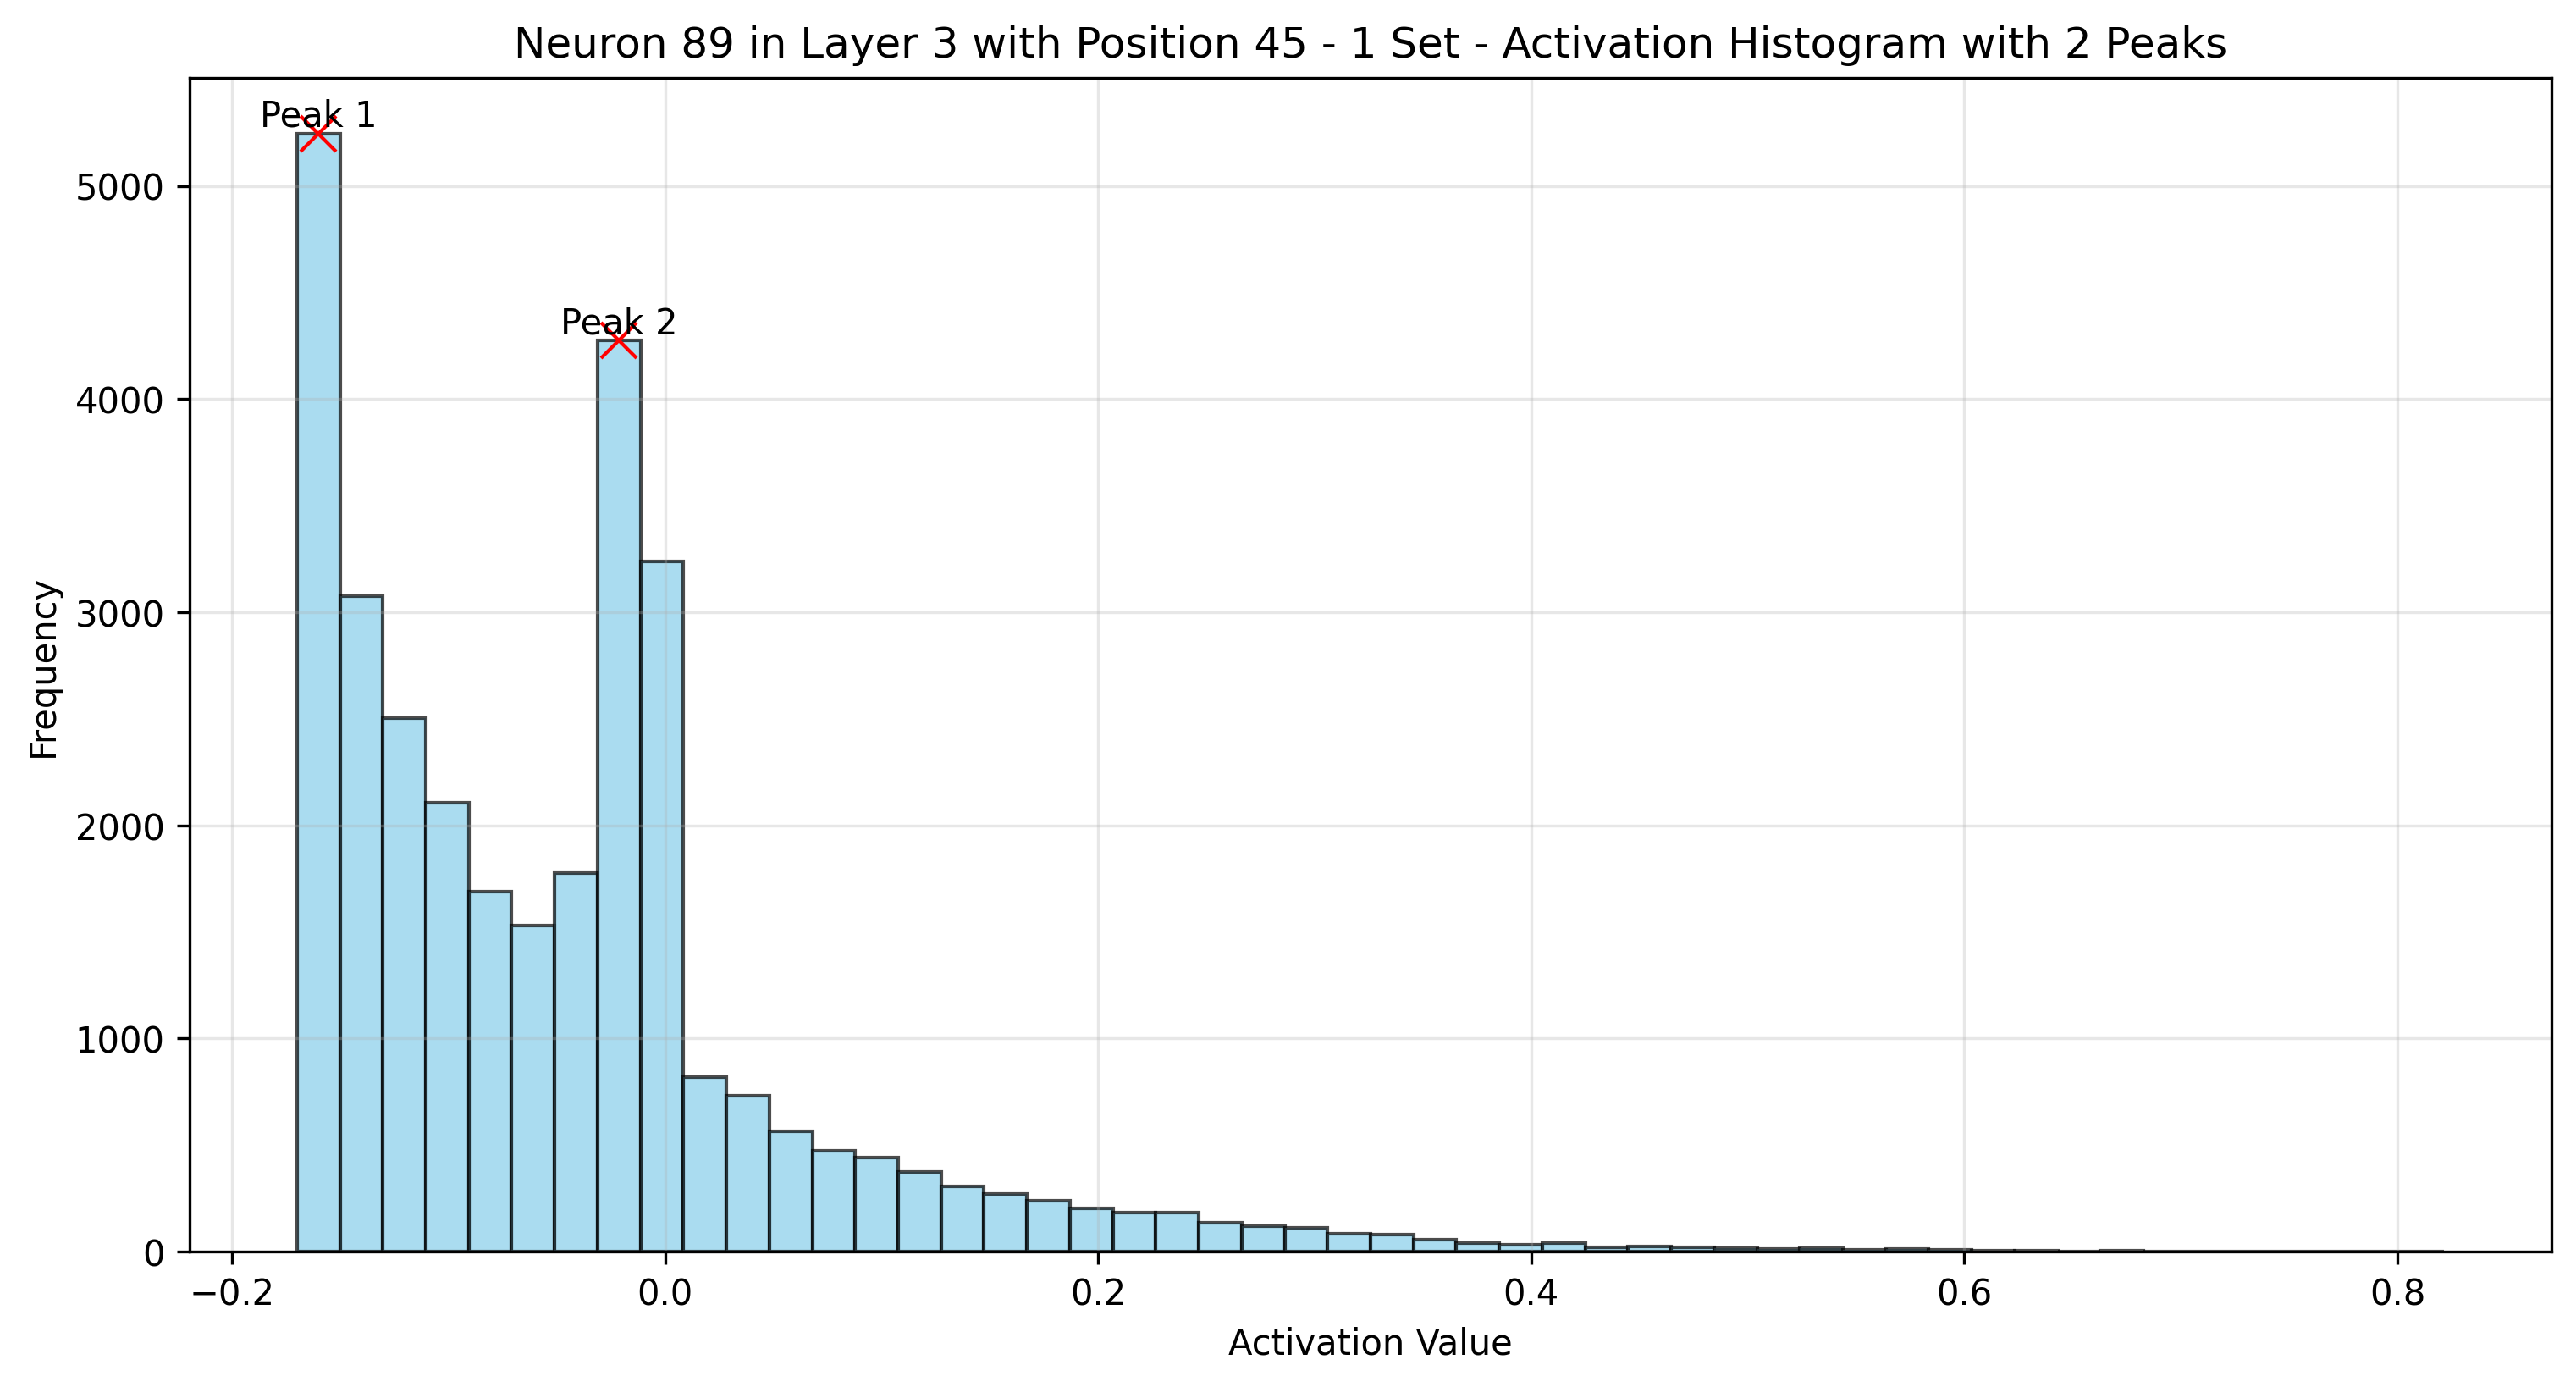 Neuron 89 in Layer 3 with Position 45 - 1 Set - Activation Histogram with 2 Peaks
Peak 1
Peak 2
5000
4000
3000
2000
1000
0
Frequency
−0.2
0.0
0.2
0.4
0.6
0.8
Activation Value